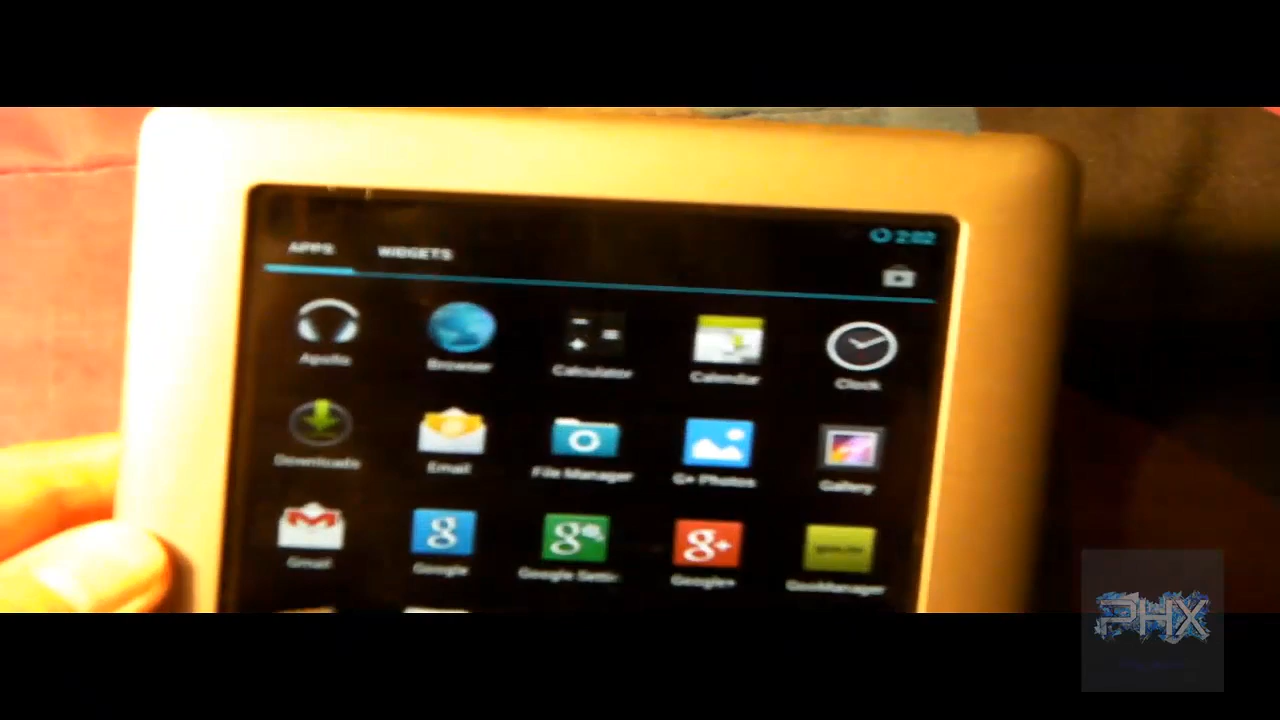 2:02
APPS WIDGETS
Apollo Browser Calculator Calendar Clock
Downloads Email File Manager G+ Photos Gallery
Gmail Google Google Settin Google+ GooManager
PHX